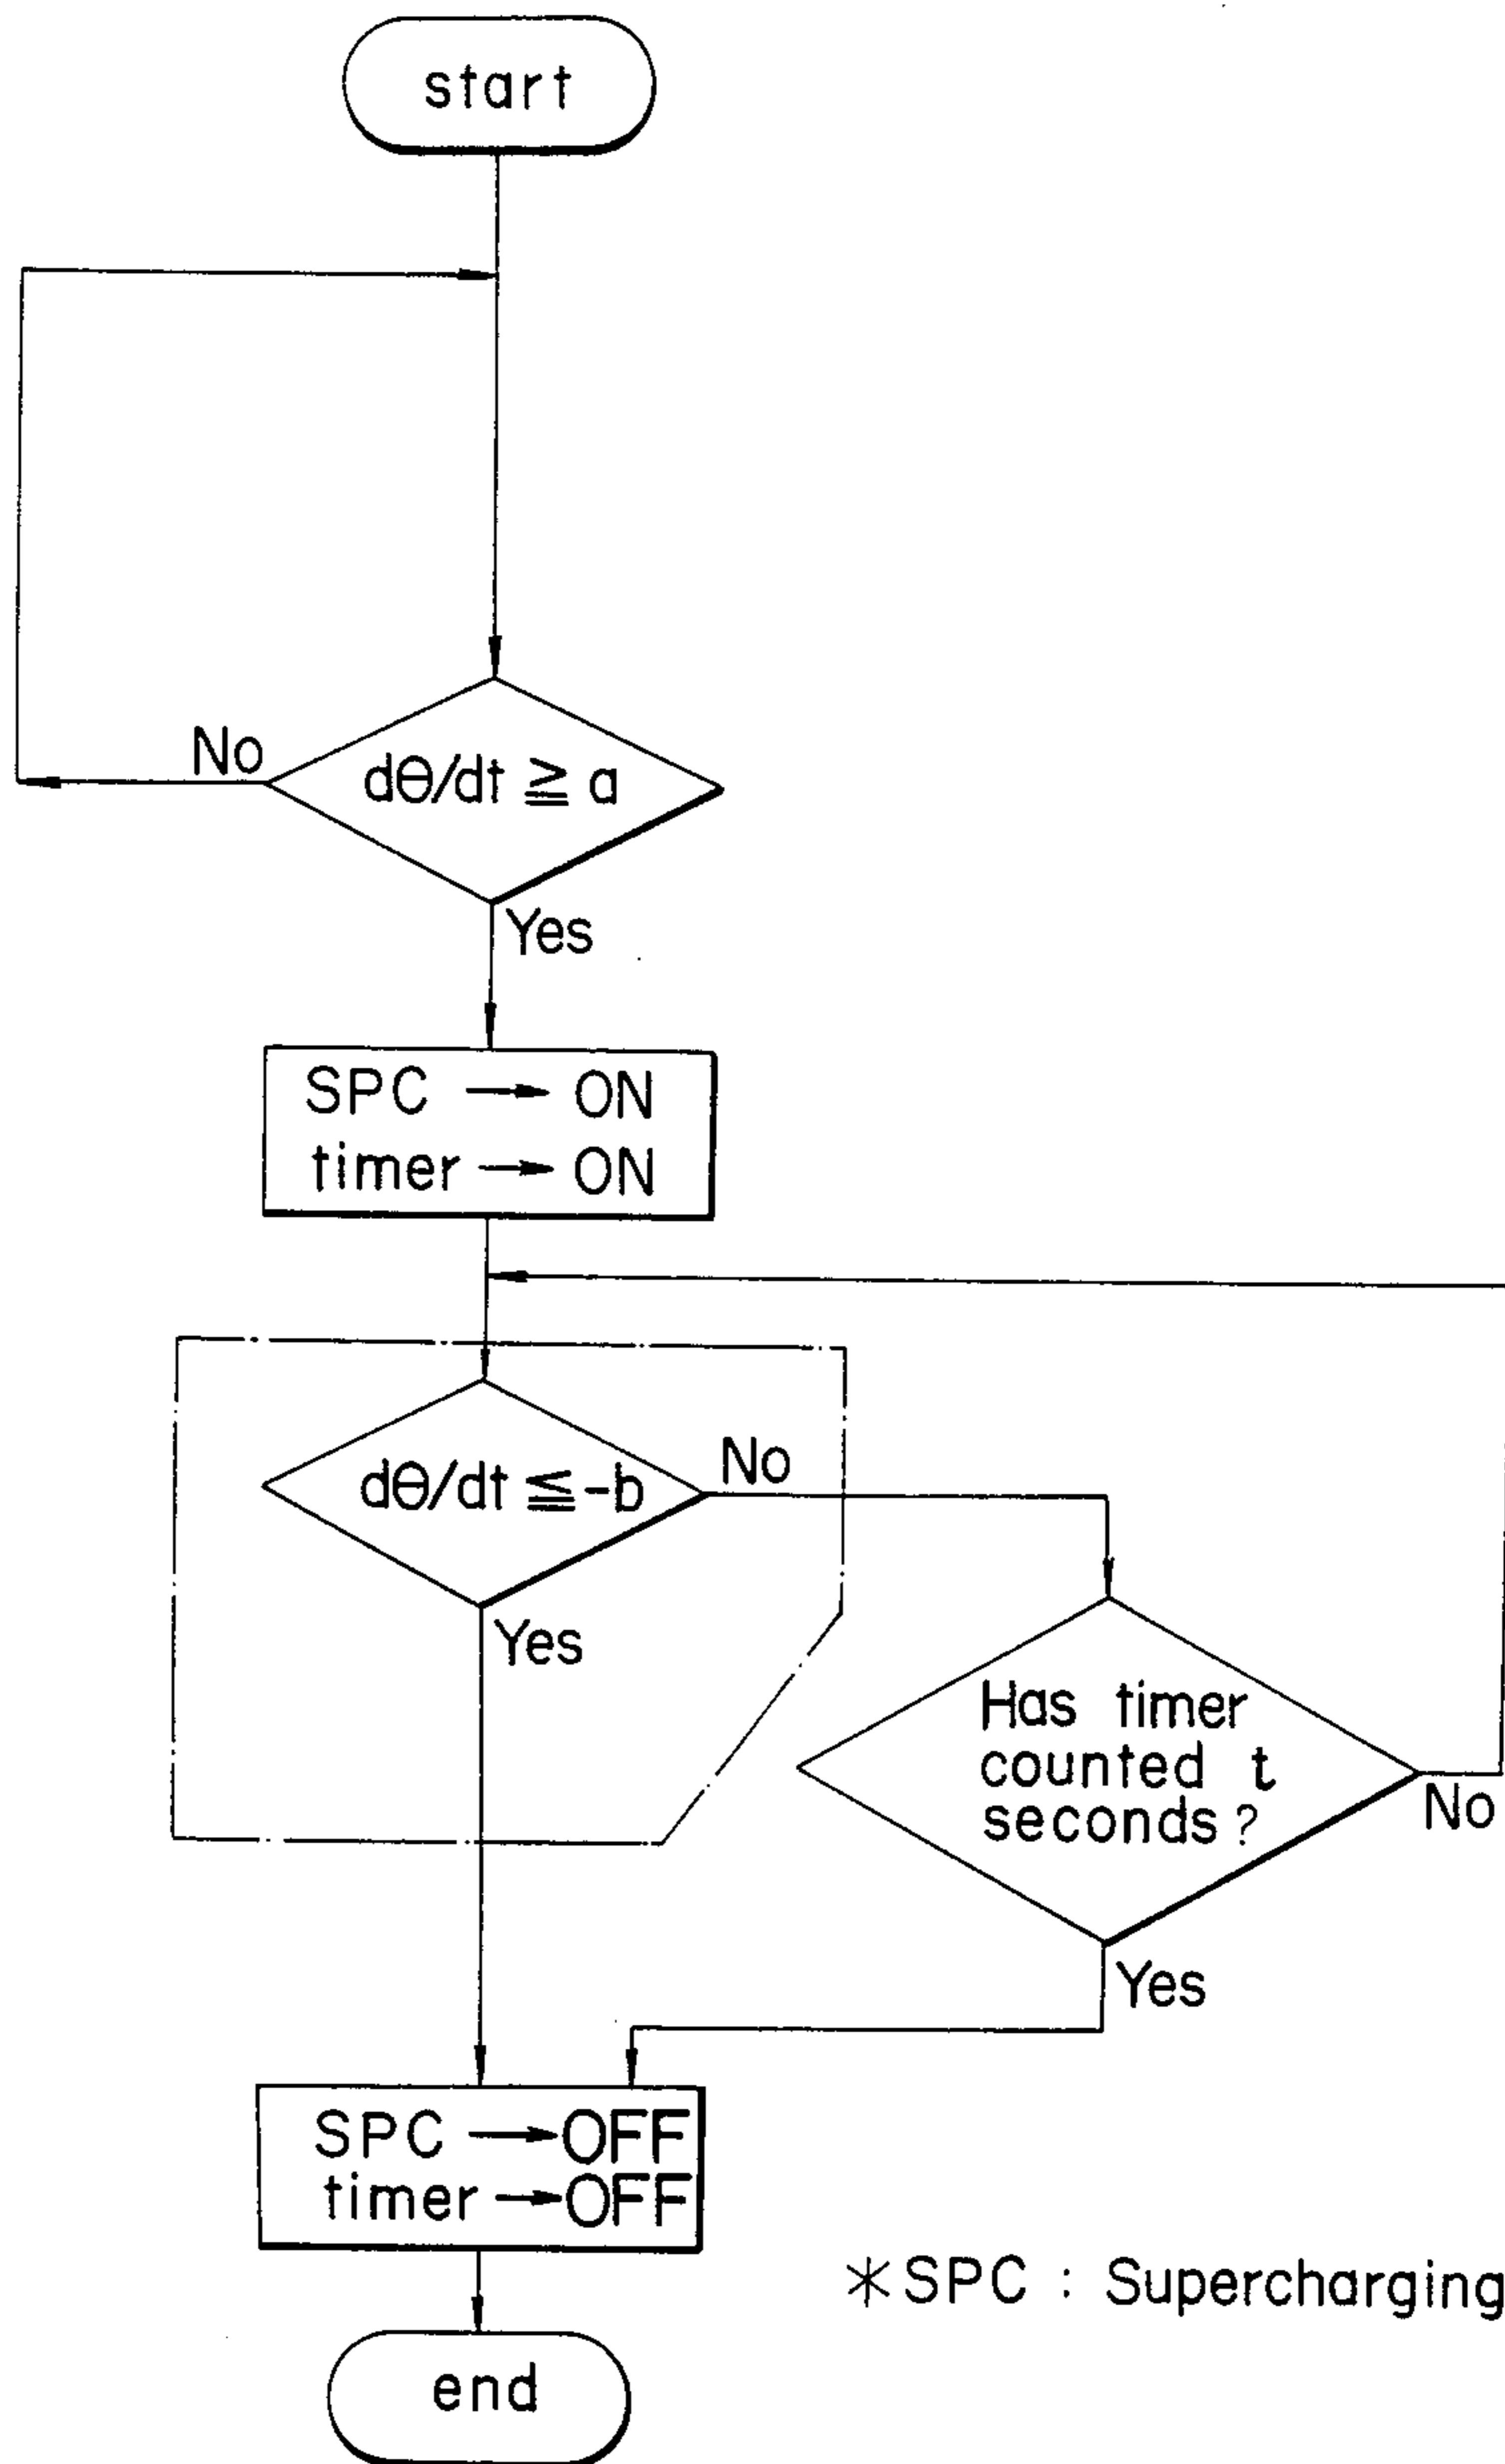 start
No
dθ/dt ≧ a
Yes
SPC → ON
timer → ON
No
dθ/dt ≦ -b
Yes
Has timer
counted t
seconds?
No
Yes
SPC → OFF
timer → OFF
*SPC : Supercharging
end